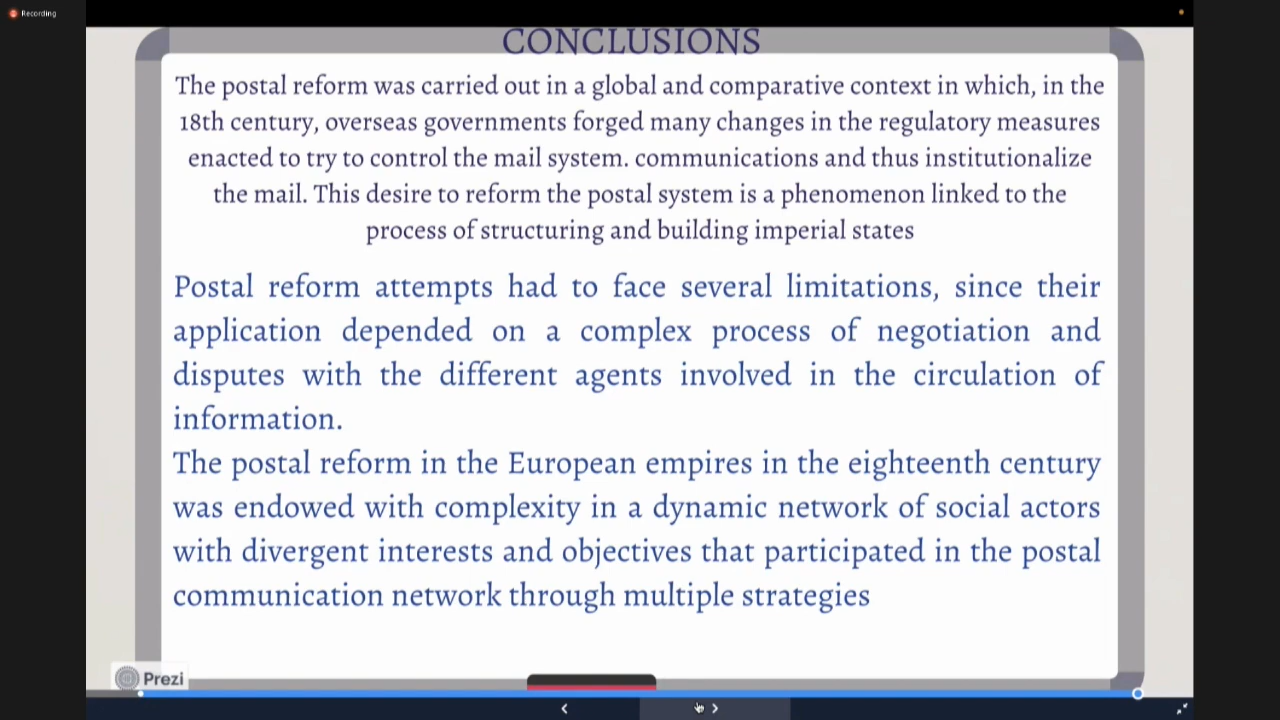 Recording
CONCLUSIONS
The postal reform was carried out in a global and comparative context in which, in the
18th century, overseas governments forged many changes in the regulatory measures
enacted to try to control the mail system. communications and thus institutionalize
the mail. This desire to reform the postal system is a phenomenon linked to the
process of structuring and building imperial states
Postal reform attempts had to face several limitations, since their
application depended on a complex process of negotiation and
disputes with the different agents involved in the circulation of
information.
The postal reform in the European empires in the eighteenth century
was endowed with complexity in a dynamic network of social actors
with divergent interests and objectives that participated in the postal
communication network through multiple strategies
Prezi